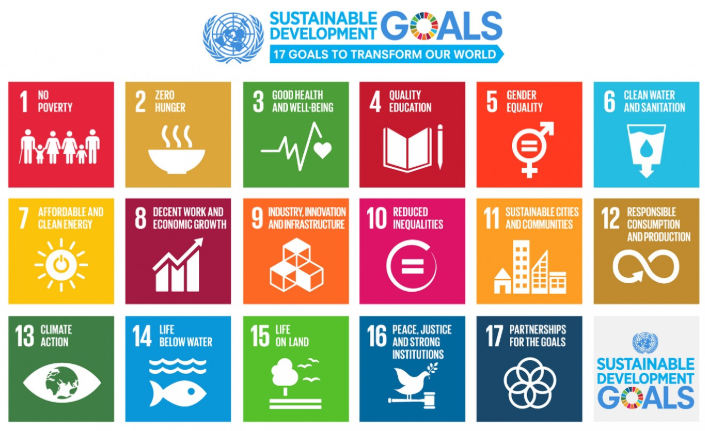 SUSTAINABLE
DEVELOPMENT
GOALS
17 GOALS TO TRANSFORM OUR WORLD
1 NO
POVERTY
2 ZERO
HUNGER
3 GOOD HEALTH
AND WELL-BEING
4 QUALITY
EDUCATION
5 GENDER
EQUALITY
6 CLEAN WATER
AND SANITATION
7 AFFORDABLE AND
CLEAN ENERGY
8 DECENT WORK AND
ECONOMIC GROWTH
9 INDUSTRY, INNOVATION
AND INFRASTRUCTURE
10 REDUCED
INEQUALITIES
11 SUSTAINABLE CITIES
AND COMMUNITIES
12 RESPONSIBLE
CONSUMPTION
AND PRODUCTION
13 CLIMATE
ACTION
14 LIFE
BELOW WATER
15 LIFE
ON LAND
16 PEACE, JUSTICE
AND STRONG
INSTITUTIONS
17 PARTNERSHIPS
FOR THE GOALS
SUSTAINABLE
DEVELOPMENT
GOALS